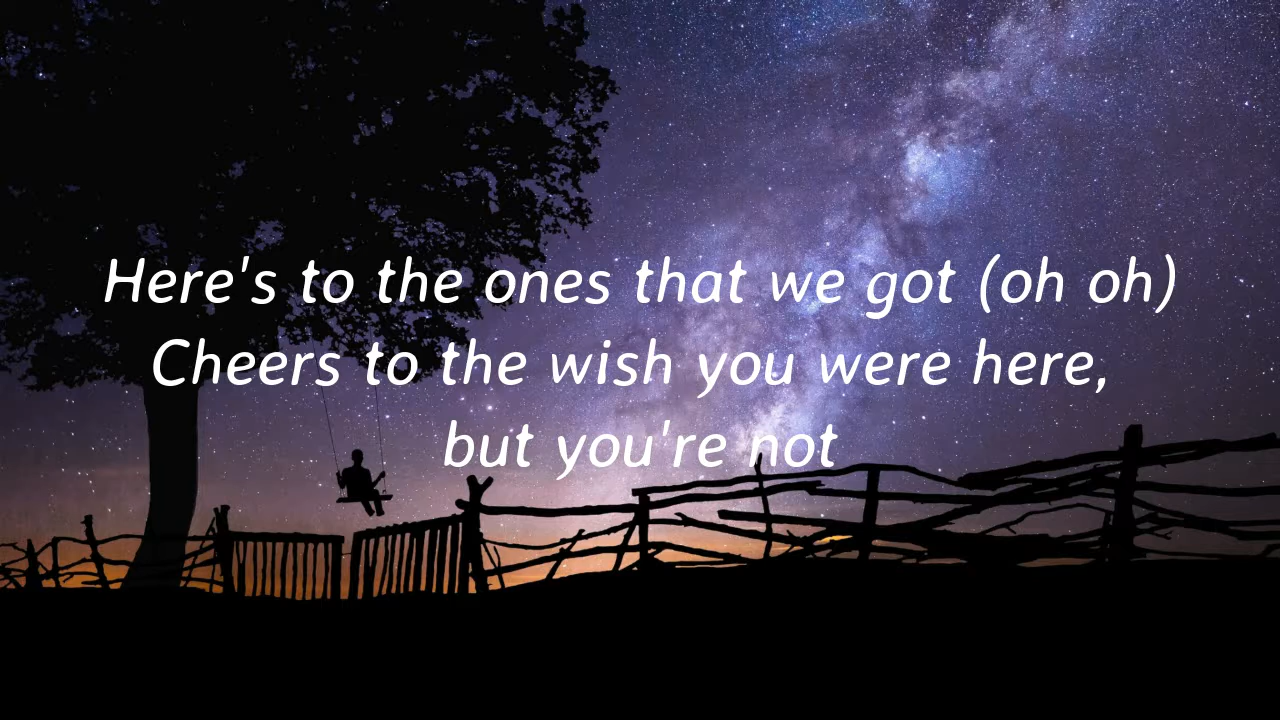 Here's to the ones that we got (oh oh)
Cheers to the wish you were here,
but you're not